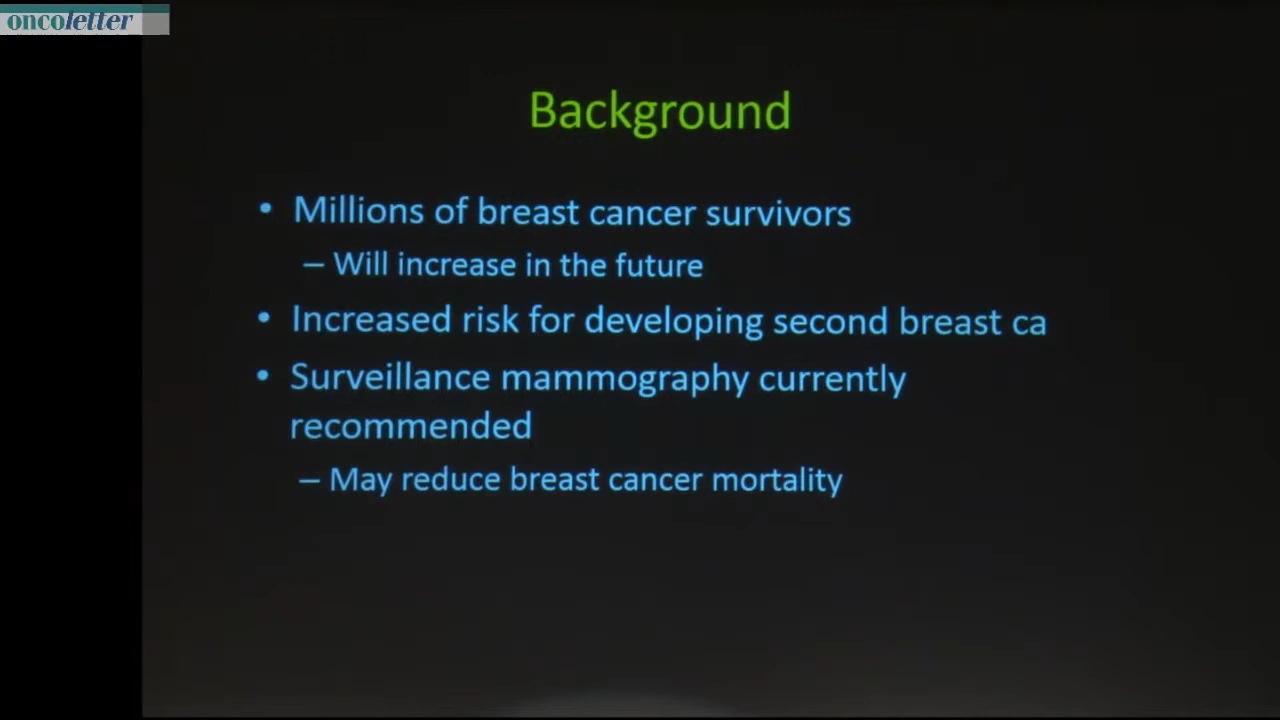 oncoletter
Background
• Millions of breast cancer survivors
– Will increase in the future
• Increased risk for developing second breast ca
• Surveillance mammography currently
recommended
– May reduce breast cancer mortality